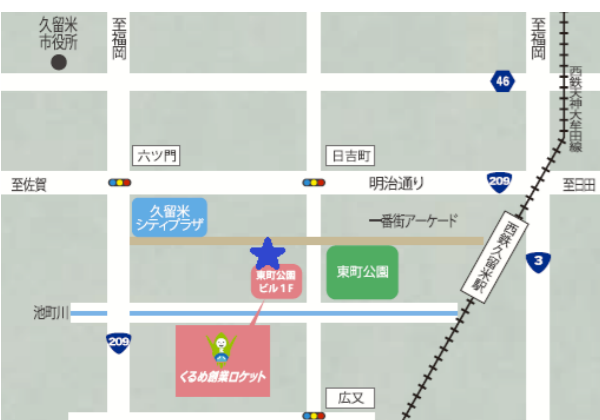 久留米
市役所
至福岡
至福岡
46
西鉄天神大牟田線
六ツ門
日吉町
至佐賀
明治通り
209
至日田
久留米
シティプラザ
一番街アーケード
西鉄久留米駅
東町公園
ビル1F
東町公園
3
池町川
209
くるめ創業ロケット
広又